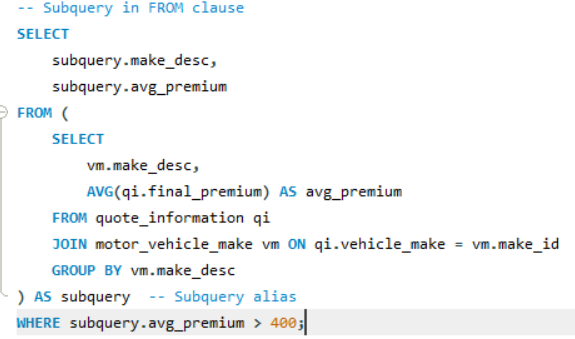 -- Subquery in FROM clause
SELECT
    subquery.make_desc,
    subquery.avg_premium
FROM (
    SELECT
        vm.make_desc,
        AVG(qi.final_premium) AS avg_premium
    FROM quote_information qi
    JOIN motor_vehicle_make vm ON qi.vehicle_make = vm.make_id
    GROUP BY vm.make_desc
) AS subquery  -- Subquery alias
WHERE subquery.avg_premium > 400;